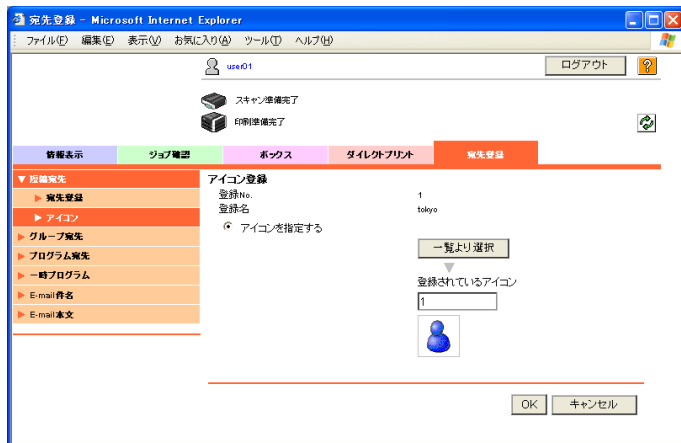 宛先登録 - Microsoft Internet Explorer
ファイル(F) 編集(E) 表示(V) お気に入り(A) ツール(T) ヘルプ(H)
user01
ログアウト
?
スキャン準備完了
印刷準備完了
情報表示 ジョブ確認 ボックス ダイレクトプリント 宛先登録
▼短縮宛先
▶宛先登録
▶アイコン
▶グループ宛先
▶プログラム宛先
▶一時プログラム
▶E-mail件名
▶E-mail本文
アイコン登録
登録No. 1
登録名 tokyo
アイコンを指定する
一覧より選択
登録されているアイコン
1
OK キャンセル